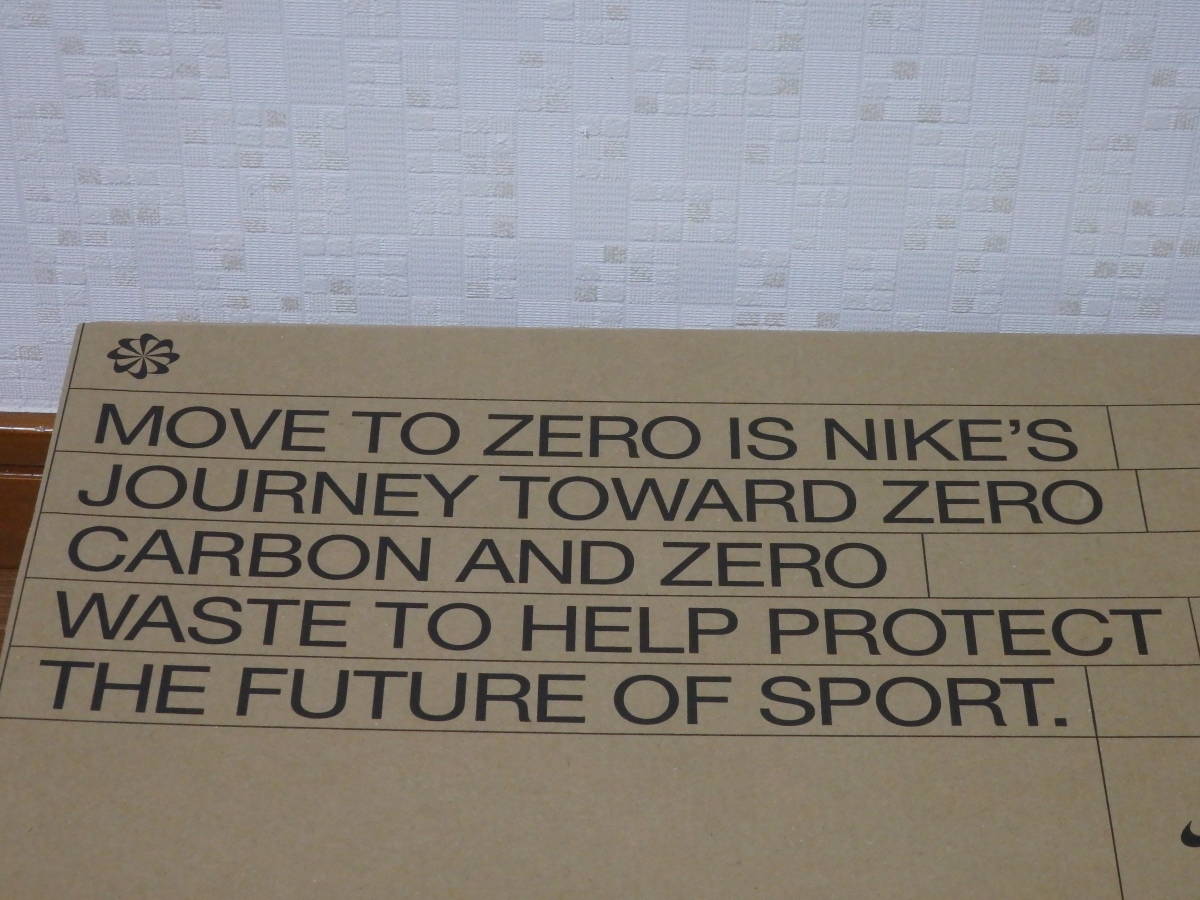 MOVE TO ZERO IS NIKE’S
JOURNEY TOWARD ZERO
CARBON AND ZERO
WASTE TO HELP PROTECT
THE FUTURE OF SPORT.